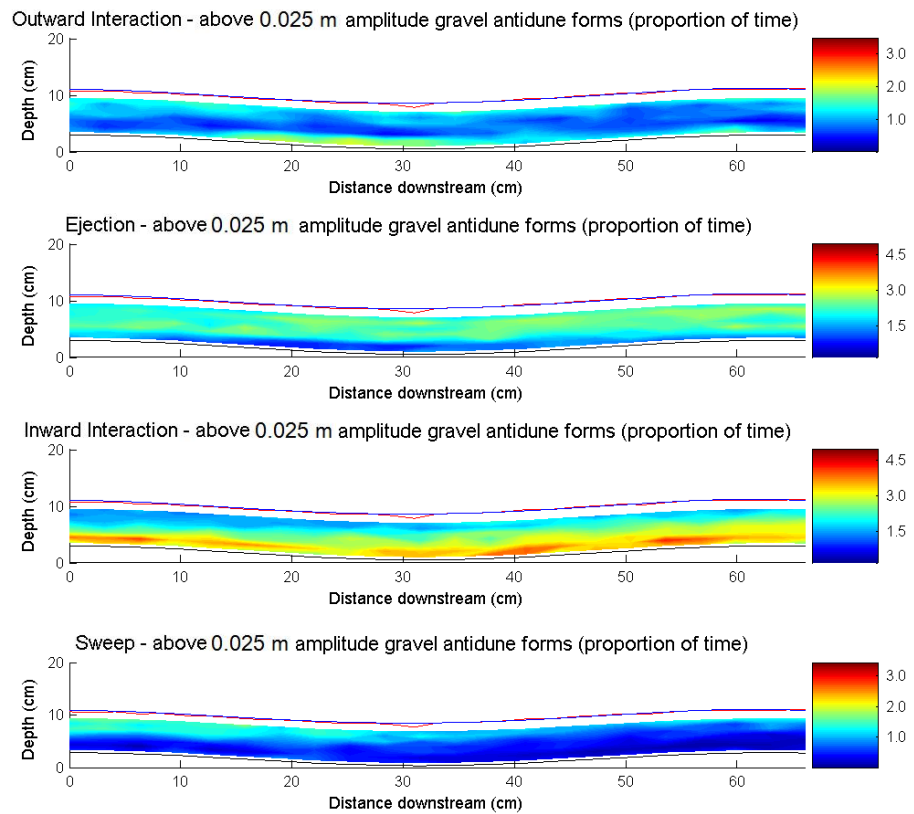 Outward Interaction - above 0.025 m amplitude gravel antidune forms (proportion of time)
20
10
0
Depth (cm)
0 10 20 30 40 50 60
Distance downstream (cm)
3.0
2.0
1.0
Ejection - above 0.025 m amplitude gravel antidune forms (proportion of time)
20
10
0
Depth (cm)
0 10 20 30 40 50 60
Distance downstream (cm)
4.5
3.0
1.5
Inward Interaction - above 0.025 m amplitude gravel antidune forms (proportion of time)
20
10
0
Depth (cm)
0 10 20 30 40 50 60
Distance downstream (cm)
4.5
3.0
1.5
Sweep - above 0.025 m amplitude gravel antidune forms (proportion of time)
20
10
0
Depth (cm)
0 10 20 30 40 50 60
Distance downstream (cm)
3.0
2.0
1.0